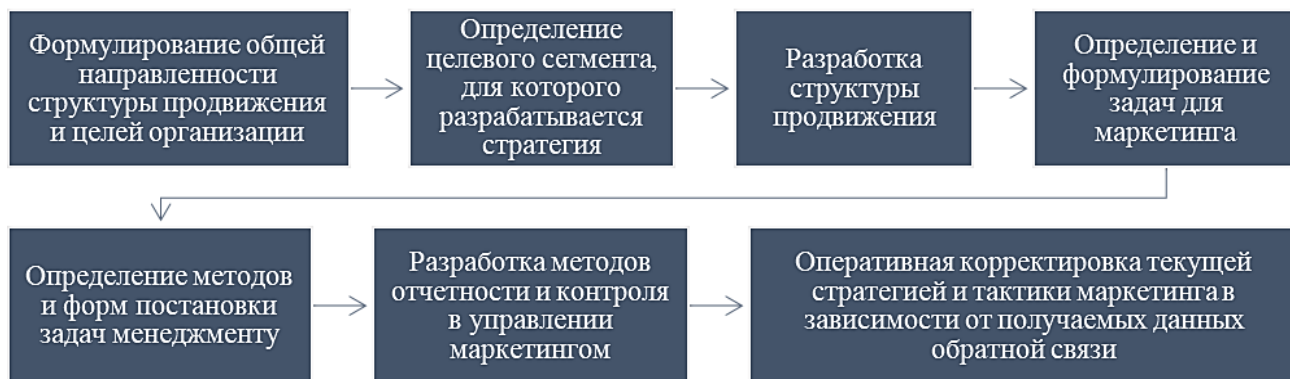 Формулирование общей
направленности
структуры продвижения
и целей организации
Определение
целевого сегмента,
для которого
разрабатывается
стратегия
Разработка
структуры
продвижения
Определение и
формулирование
задач для
маркетинга
Определение методов
и форм постановки
задач менеджменту
Разработка методов
отчетности и контроля
в управлении
маркетингом
Оперативная корректировка текущей
стратегией и тактики маркетинга в
зависимости от получаемых данных
обратной связи